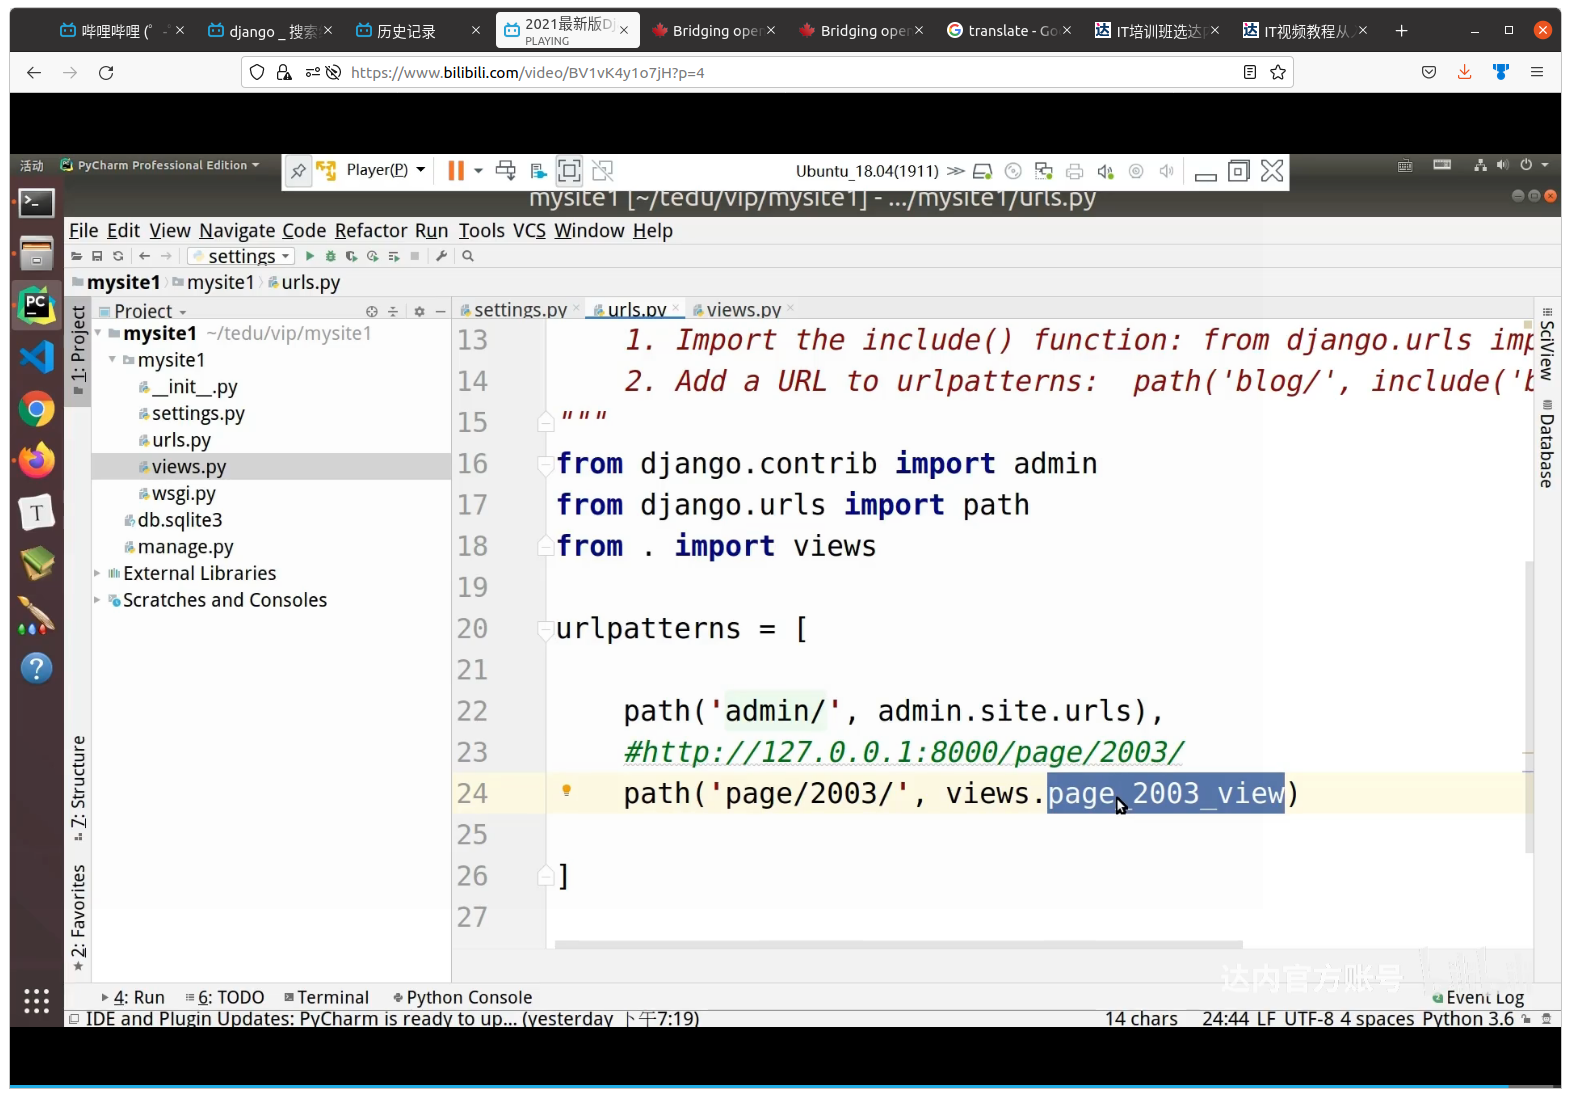 哔哩哔哩 (゜-
django _ 搜索
历史记录
2021最新版Dj
PLAYING
Bridging oper
Bridging oper
translate - Go
IT培训班选达
IT视频教程从
https://www.bilibili.com/video/BV1vK4y1o7jH?p=4
活动
PyCharm Professional Edition
Player(P)
Ubuntu_18.04(1911)
mysite1 [~/tedu/vip/mysite1] - .../mysite1/urls.py
File Edit View Navigate Code Refactor Run Tools VCS Window Help
settings
mysite1 mysite1 urls.py
Project
settings.py urls.py views.py
1: Project
mysite1 ~/tedu/vip/mysite1
mysite1
__init__.py
settings.py
urls.py
views.py
wsgi.py
db.sqlite3
manage.py
External Libraries
Scratches and Consoles
7: Structure
2: Favorites
13 1. Import the include() function: from django.urls imp
14 2. Add a URL to urlpatterns:  path('blog/', include('b
15 """
16 from django.contrib import admin
17 from django.urls import path
18 from . import views
19
20 urlpatterns = [
21
22 path('admin/', admin.site.urls),
23 #http://127.0.0.1:8000/page/2003/
24 path('page/2003/', views.page_2003_view)
25
26 ]
27
SciView
Database
达内官方账号
4: Run 6: TODO Terminal Python Console
Event Log
IDE and Plugin Updates: PyCharm is ready to up... (yesterday 下午7:19)
14 chars 24:44 LF UTF-8 4 spaces Python 3.6